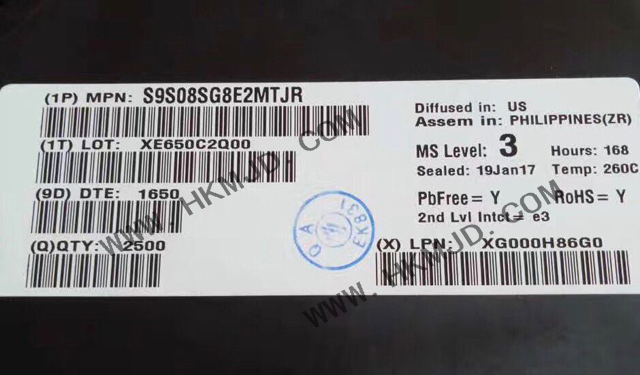 (1P) MPN: S9S08SG8E2MTJR
(1T) LOT: XE650C2Q00
(9D) DTE: 1650
(Q)QTY: 2500
Diffused in: US
Assem in: PHILIPPINES(ZR)
MS Level: 3 Hours: 168
Sealed: 19Jan17 Temp: 260C
PbFree= Y RoHS= Y
2nd Lvl Intct= e3
(X) LPN: XG000H86G0
QA
EK831
WWW.HKMJD.COM
WWW.HKMJD.COM